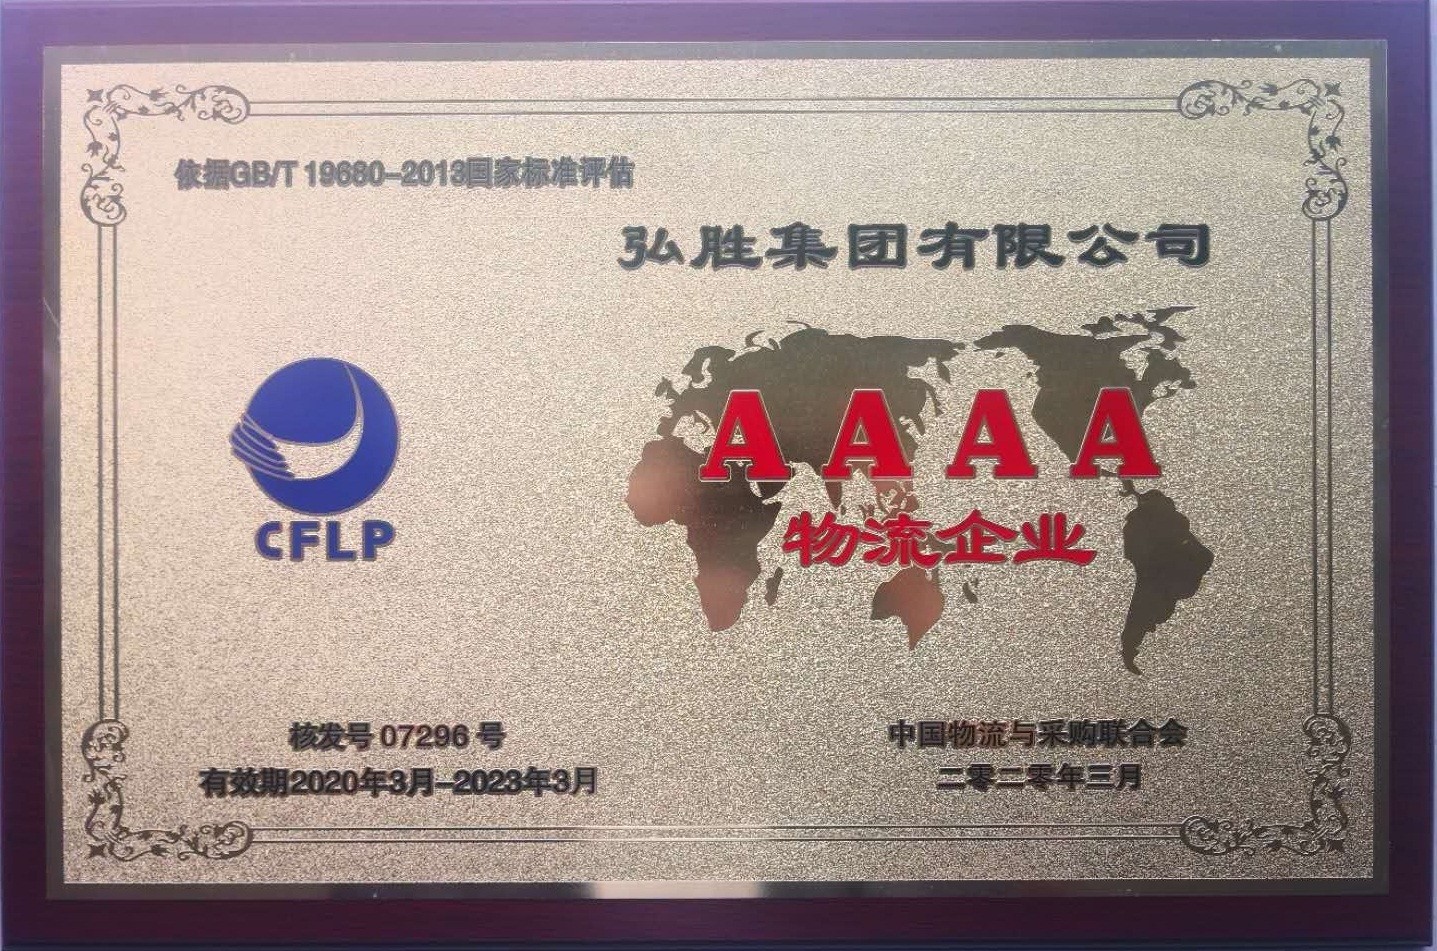 依据GB/T 19680-2013国家标准评估
弘胜集团有限公司
AAAA
物流企业
CFLP
核发号 07296 号
有效期2020年3月-2023年3月
中国物流与采购联合会
二零二零年三月